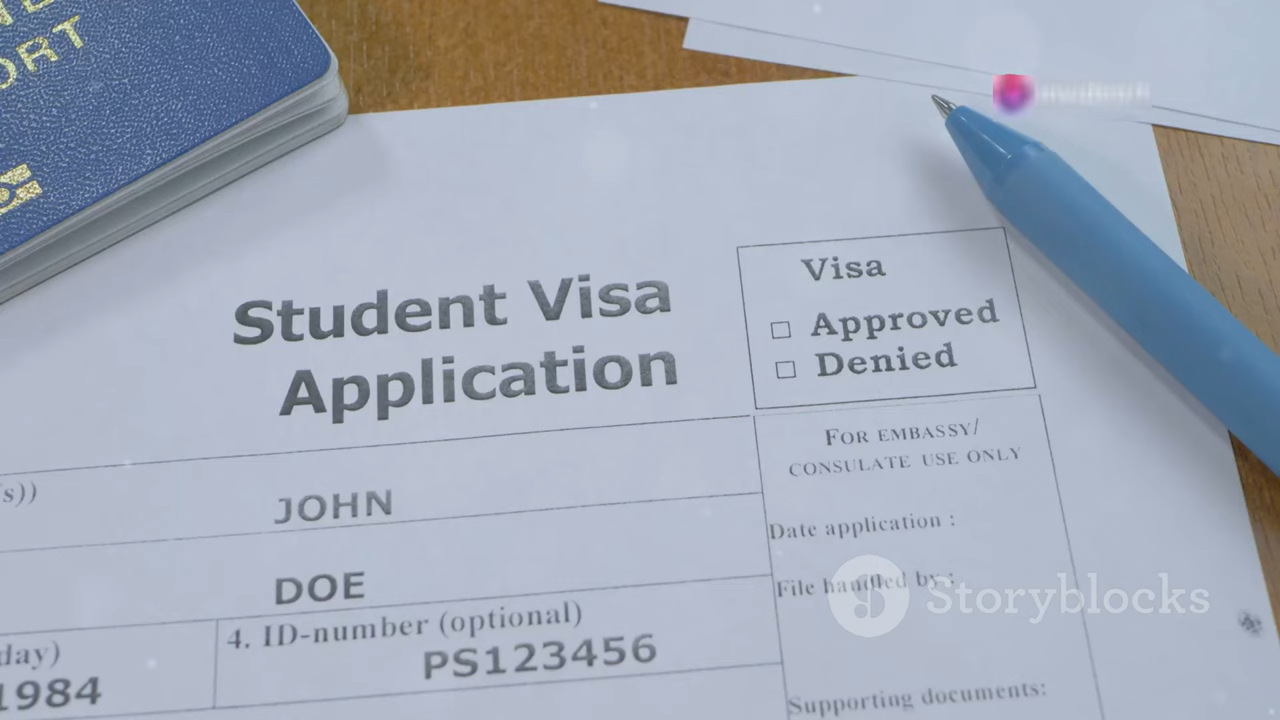 ORT
Student Visa
Application
Visa
Approved
Denied
FOR EMBASSY/
CONSULATE USE ONLY
(s))
JOHN
Date application :
DOE
File handled by :
Storyblocks
4. ID-number (optional)
PS123456
day)
1984
Supporting documents: